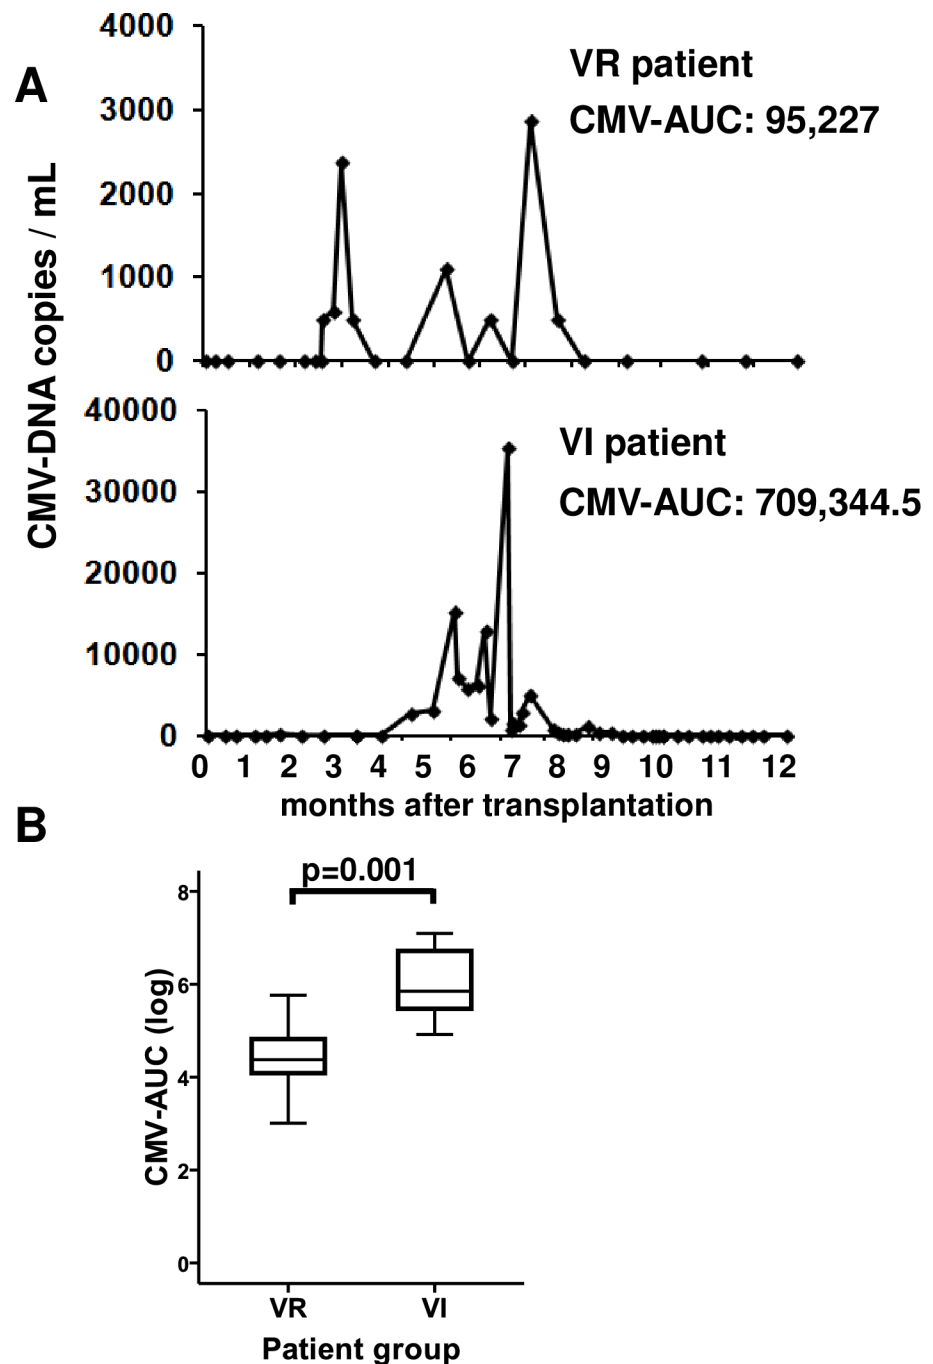 A
CMV-DNA copies / mL
4000
3000
2000
1000
0
VR patient
CMV-AUC: 95,227
40000
30000
20000
10000
0
VI patient
CMV-AUC: 709,344.5
0 1 2 3 4 5 6 7 8 9 10 11 12
months after transplantation
B
p=0.001
CMV-AUC (log)
8
6
4
2
0
VR VI
Patient group